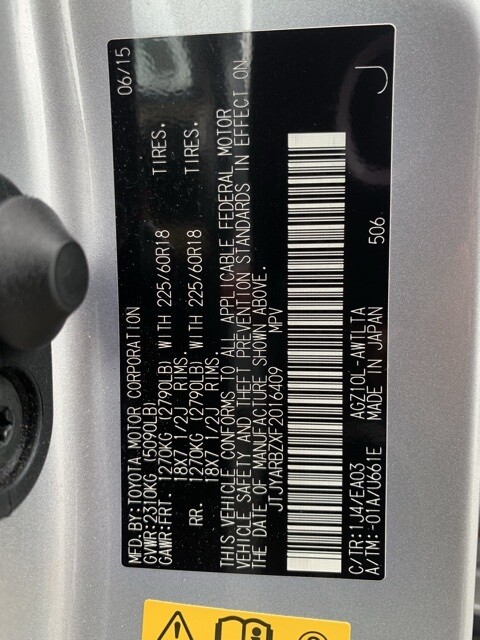 MFD.BY:TOYOTA MOTOR CORPORATION 06/15
GVWR:2310KG (5090LB)
GAWR:FRT. 1270KG (2790LB) WITH 225/60R18 TIRES.
18X7 1/2J RIMS.
RR. 1270KG (2790LB) WITH 225/60R18 TIRES.
18X7 1/2J RIMS.
THIS VEHICLE CONFORMS TO ALL APPLICABLE FEDERAL MOTOR
VEHICLE SAFETY AND THEFT PREVENTION STANDARDS IN EFFECT ON
THE DATE OF MANUFACTURE SHOWN ABOVE.
JTJYARBZXF2016409 MPV
C/TR:1J4/EA03 AGZ10L-AWTLTA 506
A/TM:-01A/U661E MADE IN JAPAN J